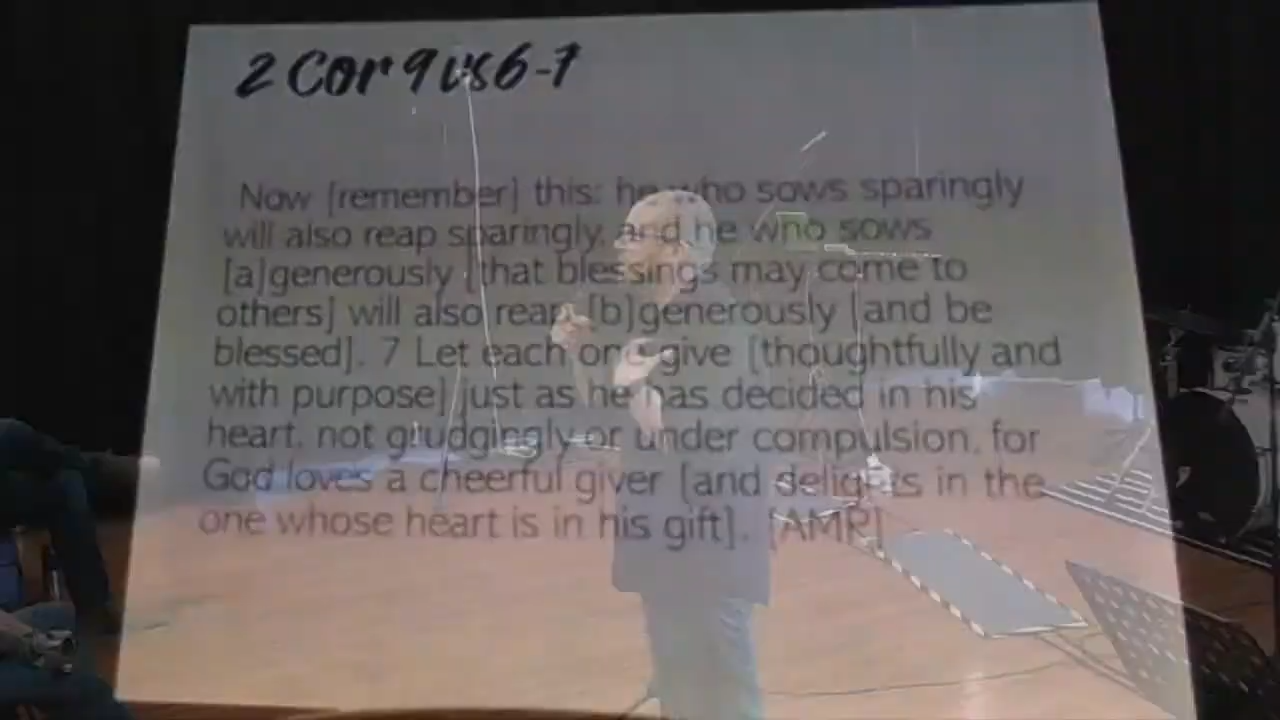 2 Cor 9 vs 6-7
Now [remember] this: he who sows sparingly
will also reap sparingly, and he who sows
[a]generously [that blessings may come to
others] will also reap [b]generously [and be
blessed]. 7 Let each one give [thoughtfully and
with purpose] just as he has decided in his
heart, not grudgingly or under compulsion, for
God loves a cheerful giver [and delights in the
one whose heart is in his gift]. [AMP]